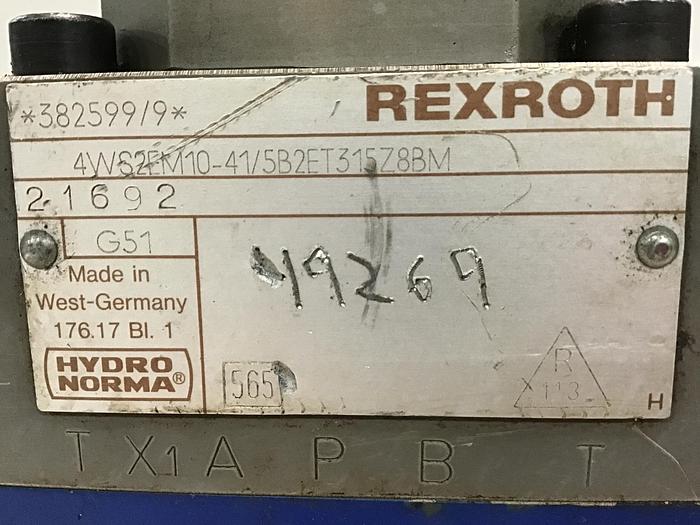 *382599/9*
REXROTH
4WS2EM10-41/5B2ET315Z8BM
21692
G51
Made in
West-Germany
176.17 Bl. 1
HYDRO
NORMA®
49269
565
R
X113
H
T X1 A P B T